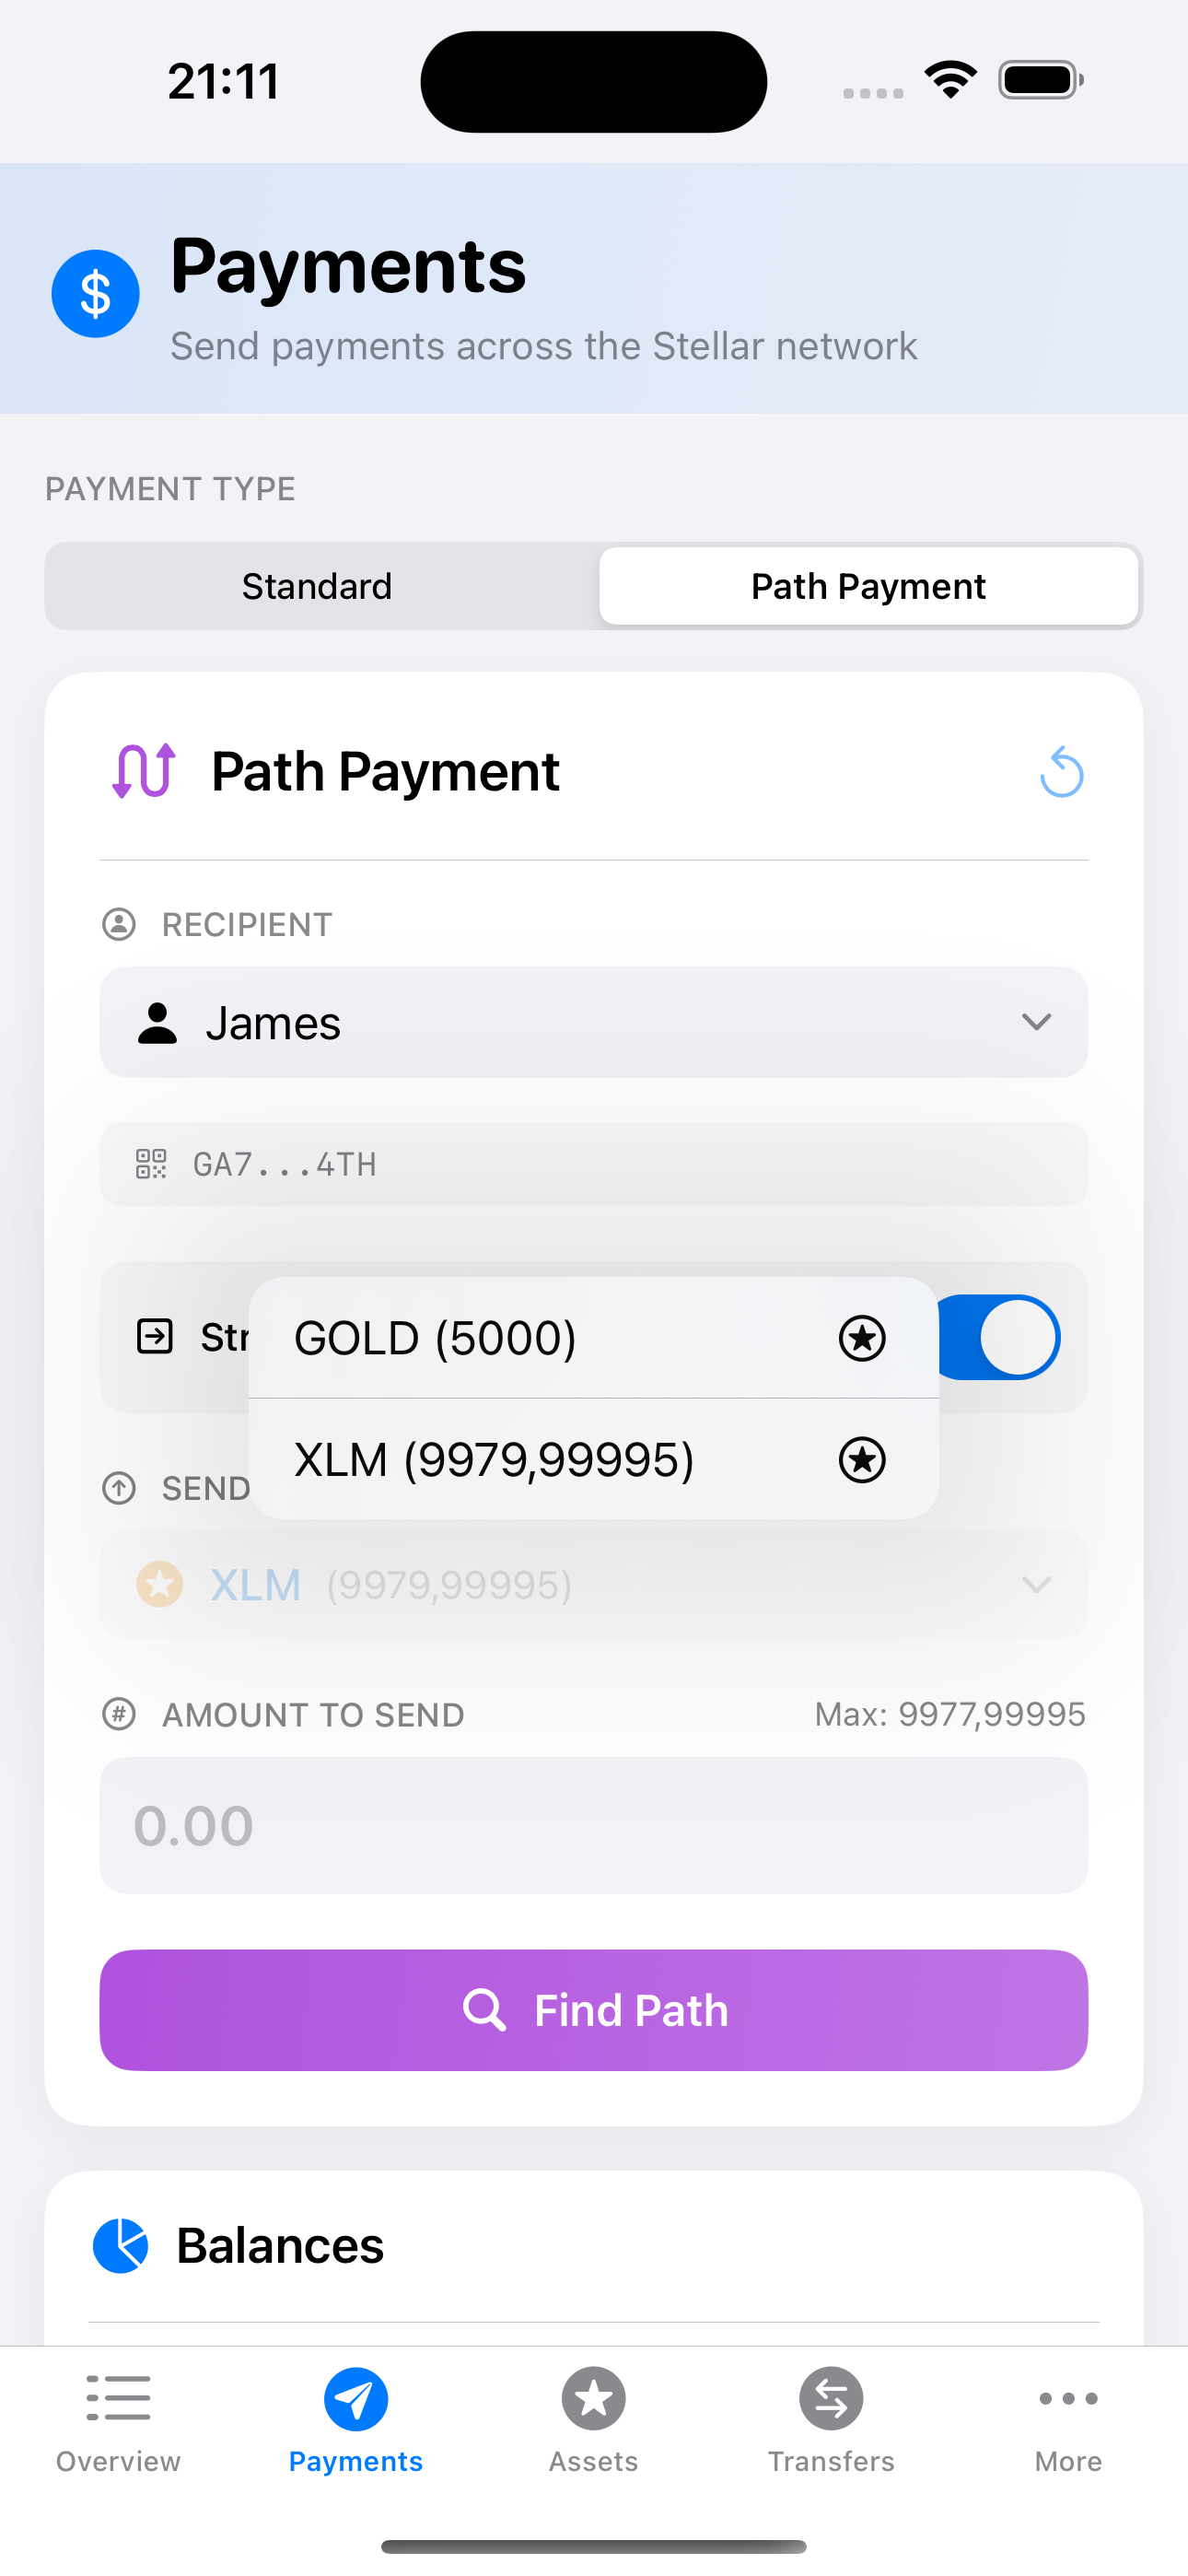 21:11
Payments
Send payments across the Stellar network
PAYMENT TYPE
Standard
Path Payment
Path Payment
RECIPIENT
James
GA7...4TH
Str
GOLD (5000)
XLM (9979,99995)
SEND
XLM (9979,99995)
AMOUNT TO SEND
Max: 9977,99995
0.00
Find Path
Balances
Overview
Payments
Assets
Transfers
More